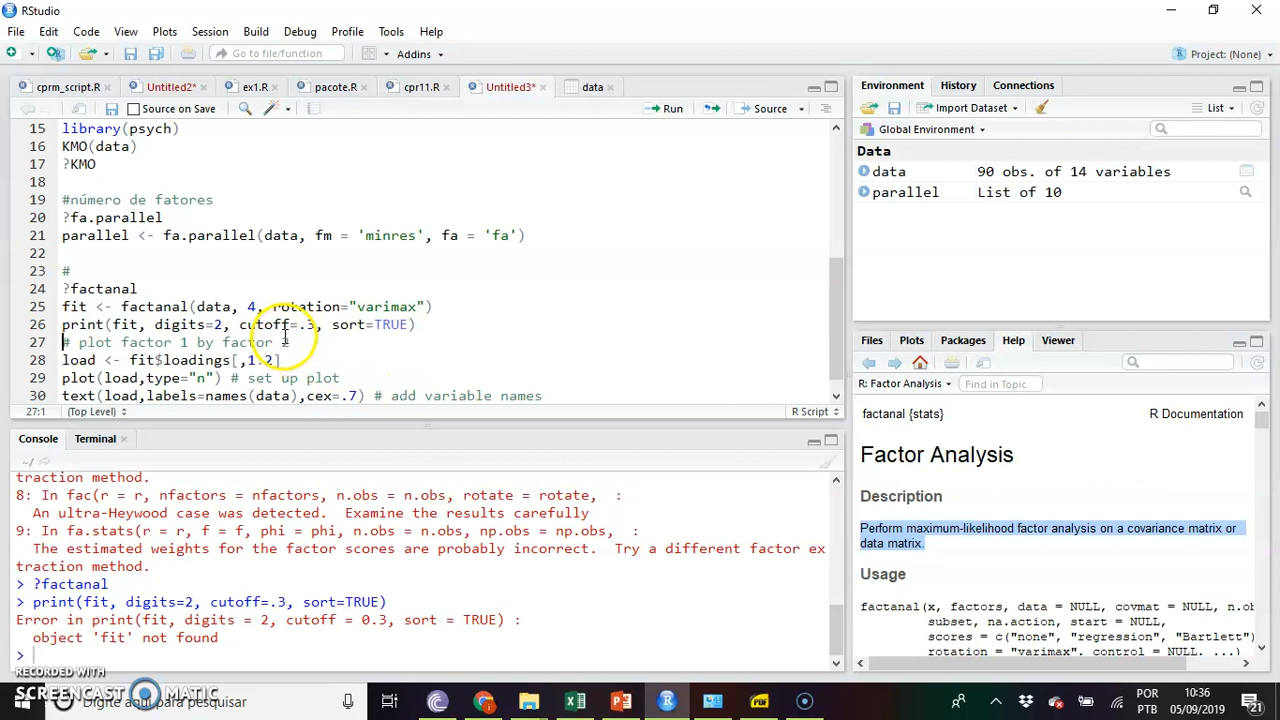 RStudio
File Edit Code View Plots Session Build Debug Profile Tools Help
Go to file/function Addins Project: (None)
cprm_script.R Untitled2* ex1.R pacote.R cpr11.R Untitled3* data
Source on Save Run Source
15 library(psych)
16 KMO(data)
17 ?KMO
18
19 #número de fatores
20 ?fa.parallel
21 parallel <- fa.parallel(data, fm = 'minres', fa = 'fa')
22
23 #
24 ?factanal
25 fit <- factanal(data, 4, rotation="varimax")
26 print(fit, digits=2, cutoff=.3, sort=TRUE)
27 # plot factor 1 by factor
28 load <- fit$loadings[,1:2]
29 plot(load,type="n") # set up plot
30 text(load,labels=names(data),cex=.7) # add variable names
27:1 (Top Level) R Script
Console Terminal
~/
traction method.
8: In fac(r = r, nfactors = nfactors, n.obs = n.obs, rotate = rotate, :
An ultra-Heywood case was detected. Examine the results carefully
9: In fa.stats(r = r, f = f, phi = phi, n.obs = n.obs, np.obs = np.obs, :
The estimated weights for the factor scores are probably incorrect. Try a different factor ex
traction method.
> ?factanal
> print(fit, digits=2, cutoff=.3, sort=TRUE)
Error in print(fit, digits = 2, cutoff = 0.3, sort = TRUE) :
object 'fit' not found
>
Environment History Connections
Import Dataset List
Global Environment
Data
data 90 obs. of 14 variables
parallel List of 10
Files Plots Packages Help Viewer
R: Factor Analysis Find in Topic
factanal {stats} R Documentation
Factor Analysis
Description
Perform maximum-likelihood factor analysis on a covariance matrix or
data matrix.
Usage
factanal(x, factors, data = NULL, covmat = NULL, n.ob
subset, na.action, start = NULL,
scores = c("none", "regression", "Bartlett")
rotation = "varimax", control = NULL, ...)
RECORDED WITH
SCREENCAST MATIC
Digite aqui para pesquisar
POR
PTB
10:36
05/09/2019
21